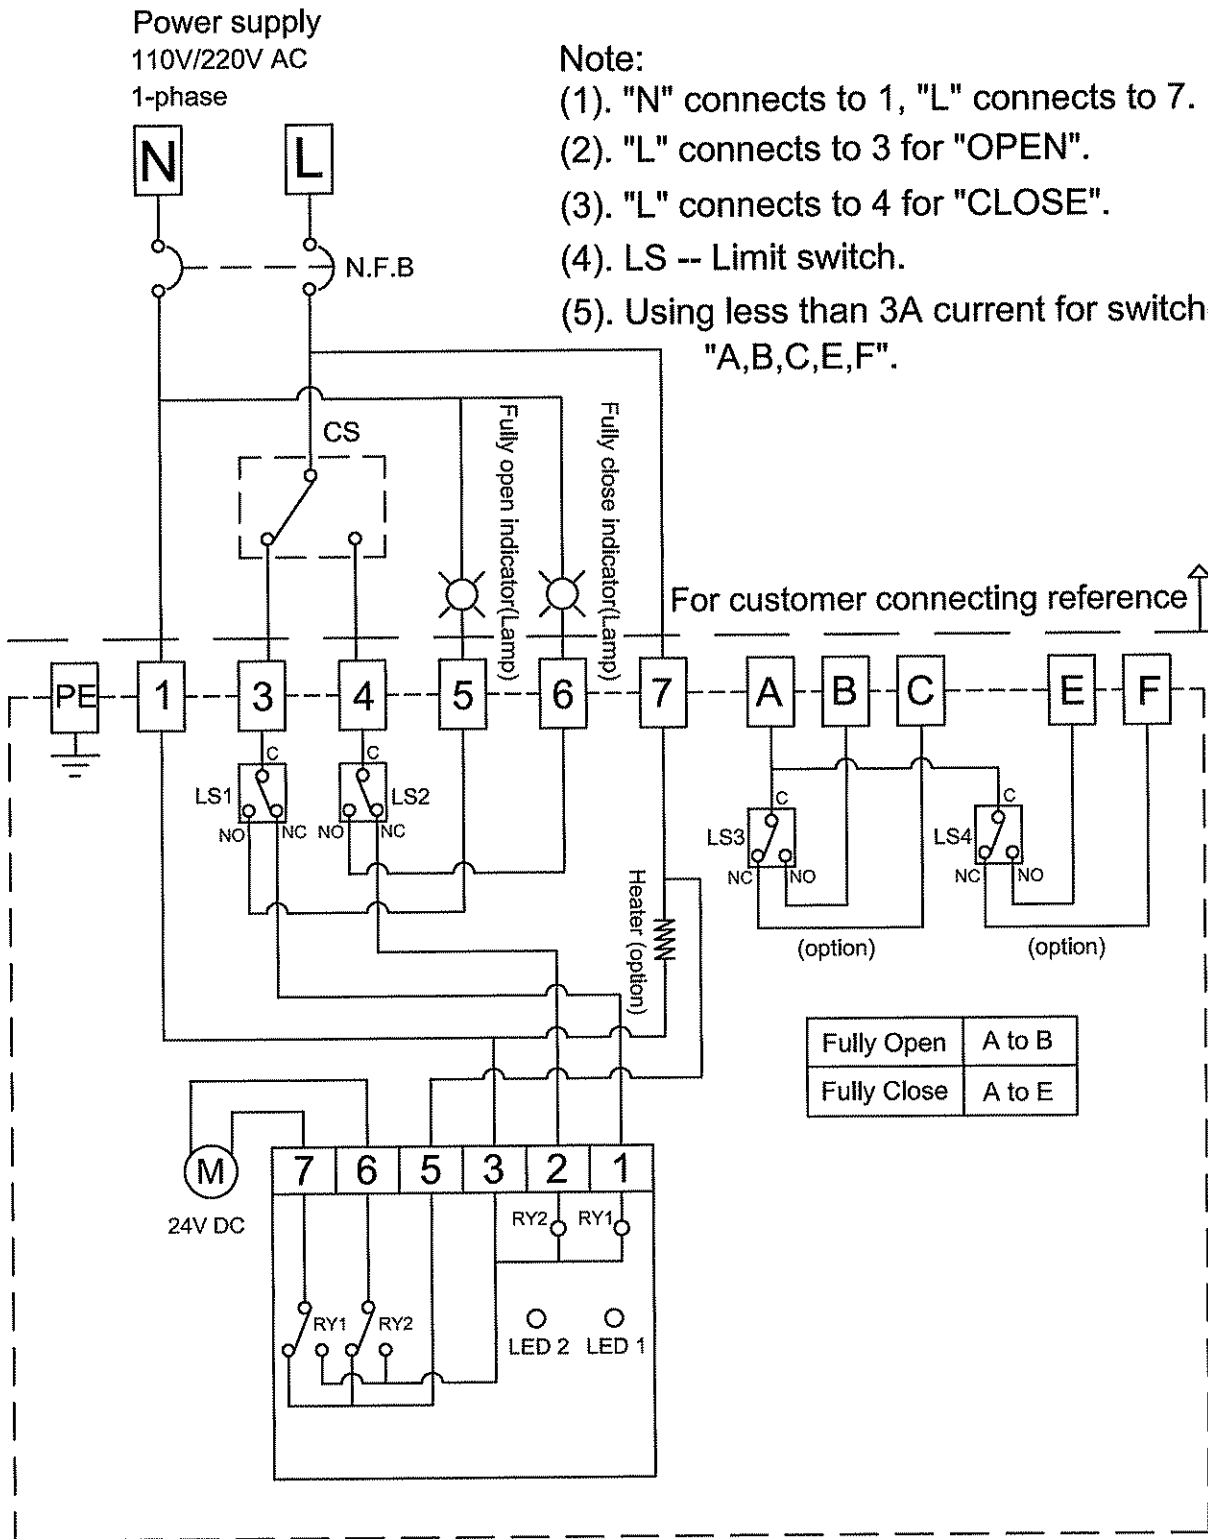 Power supply
110V/220V AC
1-phase
N
L
N.F.B
Note:
(1). "N" connects to 1, "L" connects to 7.
(2). "L" connects to 3 for "OPEN".
(3). "L" connects to 4 for "CLOSE".
(4). LS -- Limit switch.
(5). Using less than 3A current for switch
"A,B,C,E,F".
CS
Fully open indicator(Lamp)
Fully close indicator(Lamp)
For customer connecting reference
PE
1
3
4
5
6
7
A
B
C
E
F
C
LS1
NO
NC
C
LS2
NO
NC
C
LS3
NC
NO
(option)
C
LS4
NC
NO
(option)
Heater (option)
Fully Open A to B
Fully Close A to E
M
24V DC
7
6
5
3
2
1
RY2
RY1
RY1
RY2
LED 2
LED 1